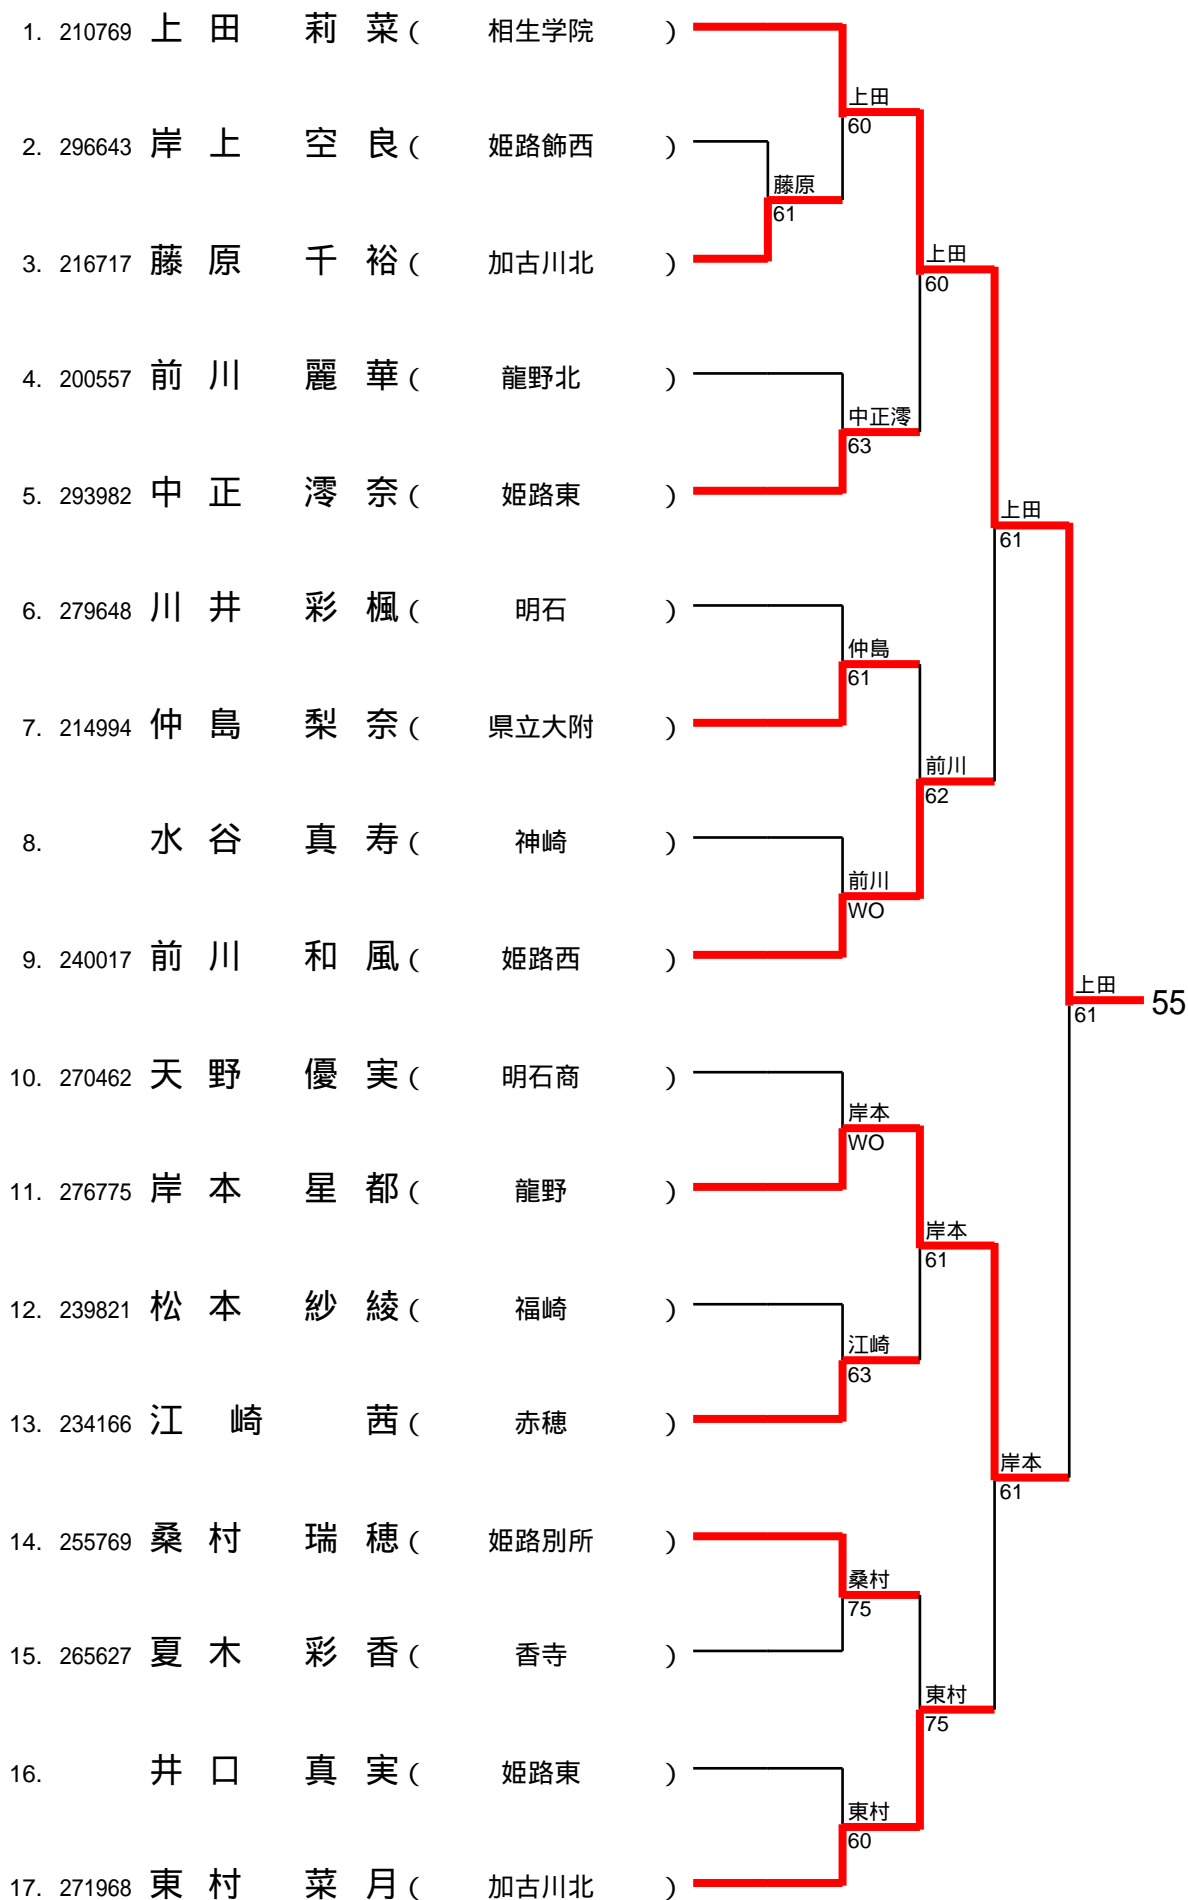 1. 210769 上田 莉菜 ( 相生学院 )
上田
60
2. 296643 岸上 空良 ( 姫路飾西 )
藤原
61
3. 216717 藤原 千裕 ( 加古川北 )
上田
60
4. 200557 前川 麗華 ( 龍野北 )
中正澪
63
5. 293982 中正 澪奈 ( 姫路東 )
上田
61
6. 279648 川井 彩楓 ( 明石 )
仲島
61
7. 214994 仲島 梨奈 ( 県立大附 )
前川
62
8. 水谷 真寿 ( 神崎 )
前川
WO
9. 240017 前川 和風 ( 姫路西 )
上田
61
55
10. 270462 天野 優実 ( 明石商 )
岸本
WO
11. 276775 岸本 星都 ( 龍野 )
岸本
61
12. 239821 松本 紗綾 ( 福崎 )
江崎
63
13. 234166 江崎 茜 ( 赤穂 )
岸本
61
14. 255769 桑村 瑞穂 ( 姫路別所 )
桑村
75
15. 265627 夏木 彩香 ( 香寺 )
東村
75
16. 井口 真実 ( 姫路東 )
東村
60
17. 271968 東村 菜月 ( 加古川北 )